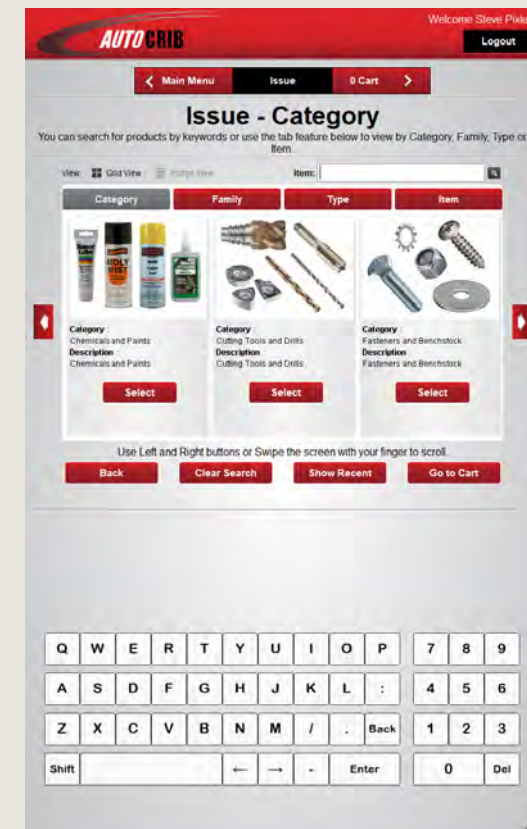 Welcome Steve Pixle
AUTOCRIB
Logout
Main Menu
Issue
0 Cart
Issue - Category
You can search for products by keywords or use the tab feature below to view by Category, Family, Type or
Item.
View: Grid View Image View Item:
Category Family Type Item
MOLY
MIST
Category :
Chemicals and Paints
Description :
Chemicals and Paints
Select
Category :
Cutting Tools and Drills
Description :
Cutting Tools and Drills
Select
Category :
Fasteners and Benchstock
Description :
Fasteners and Benchstock
Select
Use Left and Right buttons or Swipe the screen with your finger to scroll.
Back Clear Search Show Recent Go to Cart
Q W E R T Y U I O P 7 8 9
A S D F G H J K L : 4 5 6
Z X C V B N M / . Back 1 2 3
Shift ← → - Enter 0 Del